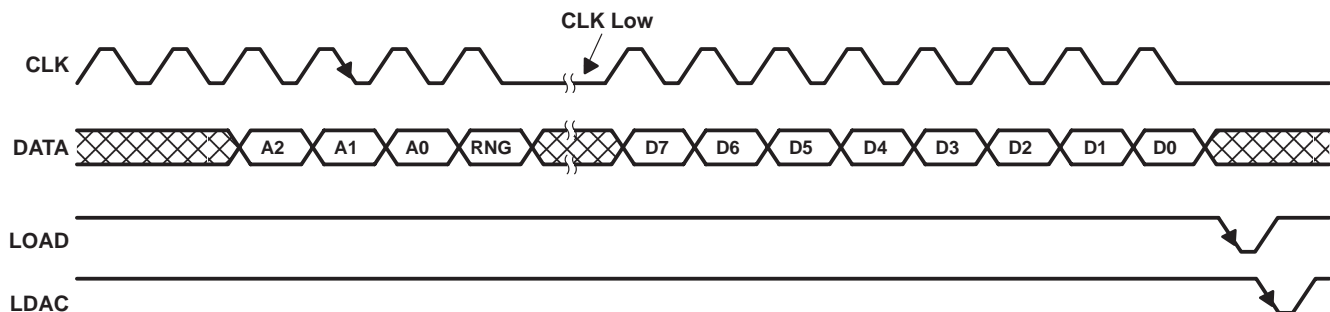 CLK Low
CLK
DATA A2 A1 A0 RNG D7 D6 D5 D4 D3 D2 D1 D0
LOAD
LDAC